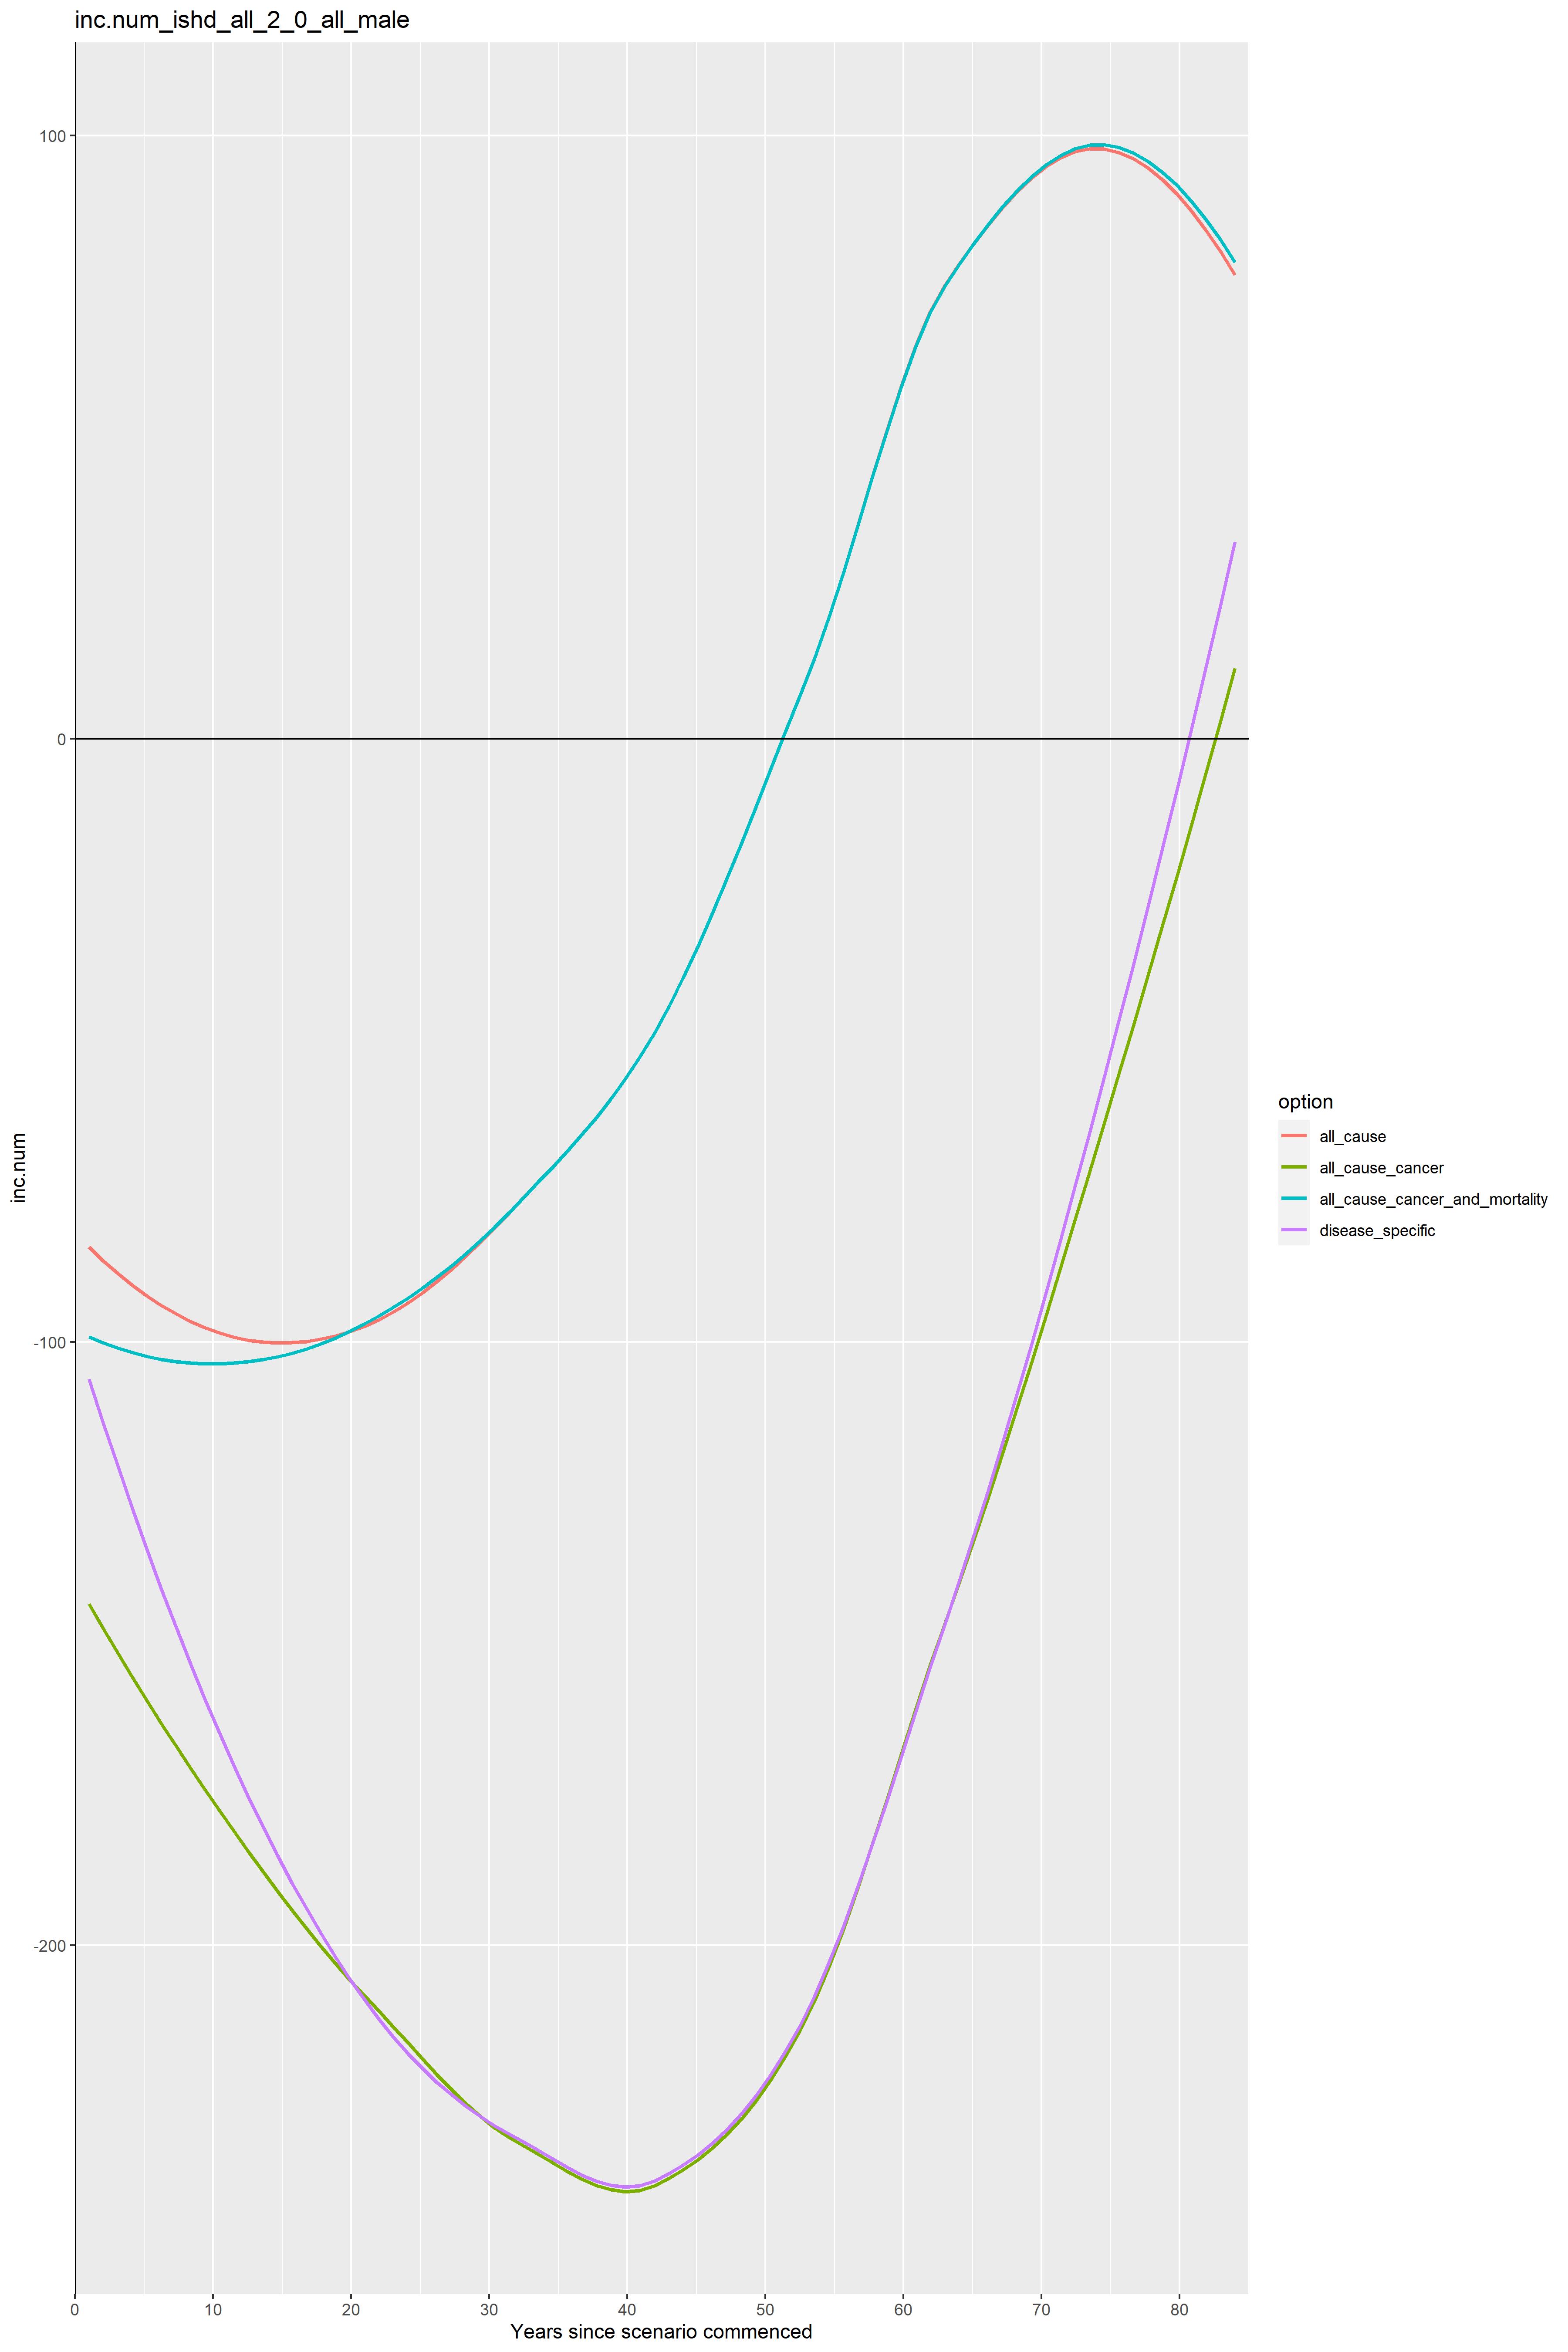 inc.num_ishd_all_2_0_all_male
100
0
-100
-200
inc.num
0 10 20 30 40 50 60 70 80
Years since scenario commenced
option
all_cause
all_cause_cancer
all_cause_cancer_and_mortality
disease_specific